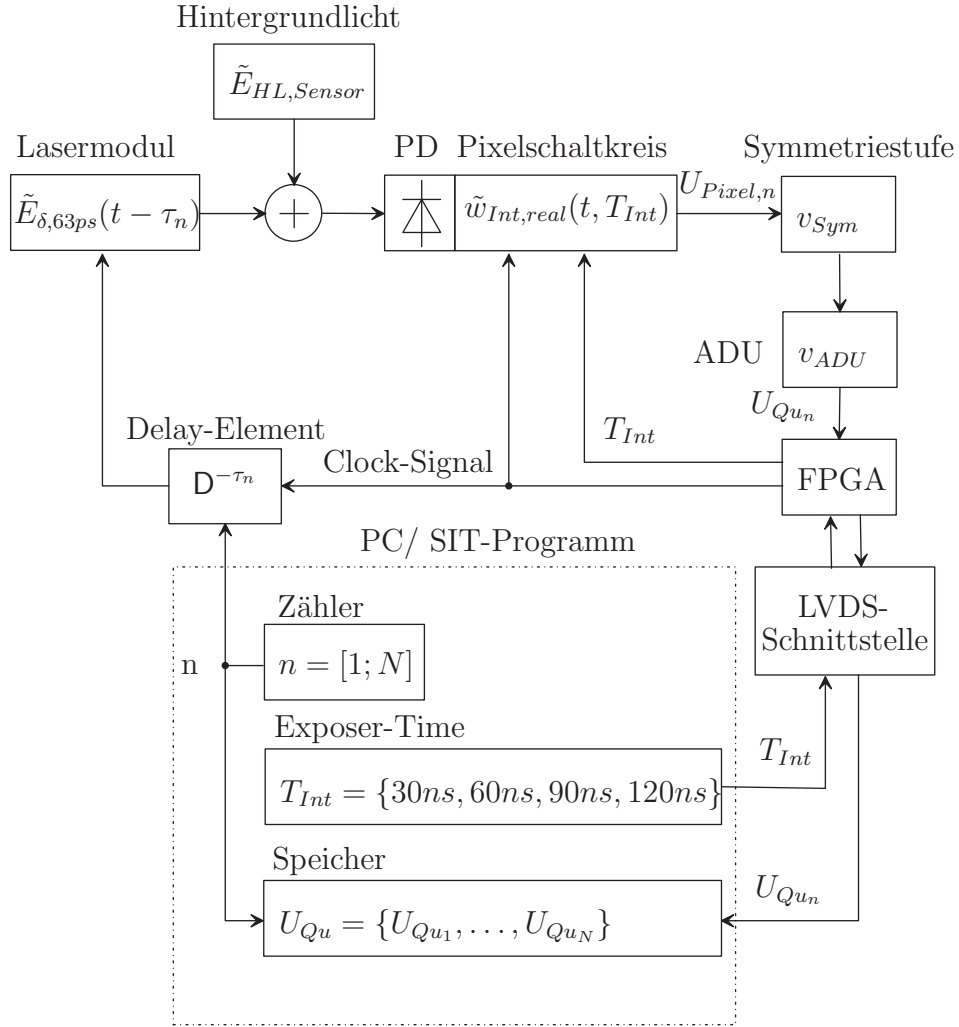 Hintergrundlicht
Ẽ_{HL,Sensor}
Lasermodul
PD
Pixelschaltkreis
Symmetriestufe
Ẽ_{δ,63ps}(t − τ_n)
+
w̃_{Int,real}(t, T_{Int})
U_{Pixel,n}
v_{Sym}
ADU
v_{ADU}
U_{Qu_n}
Delay-Element
T_{Int}
Clock-Signal
D^{−τ_n}
FPGA
PC/ SIT-Programm
LVDS-
Schnittstelle
Zähler
n
n = [1; N]
Exposer-Time
T_{Int}
T_{Int} = {30ns, 60ns, 90ns, 120ns}
Speicher
U_{Qu_n}
U_{Qu} = {U_{Qu_1}, . . . , U_{Qu_N}}